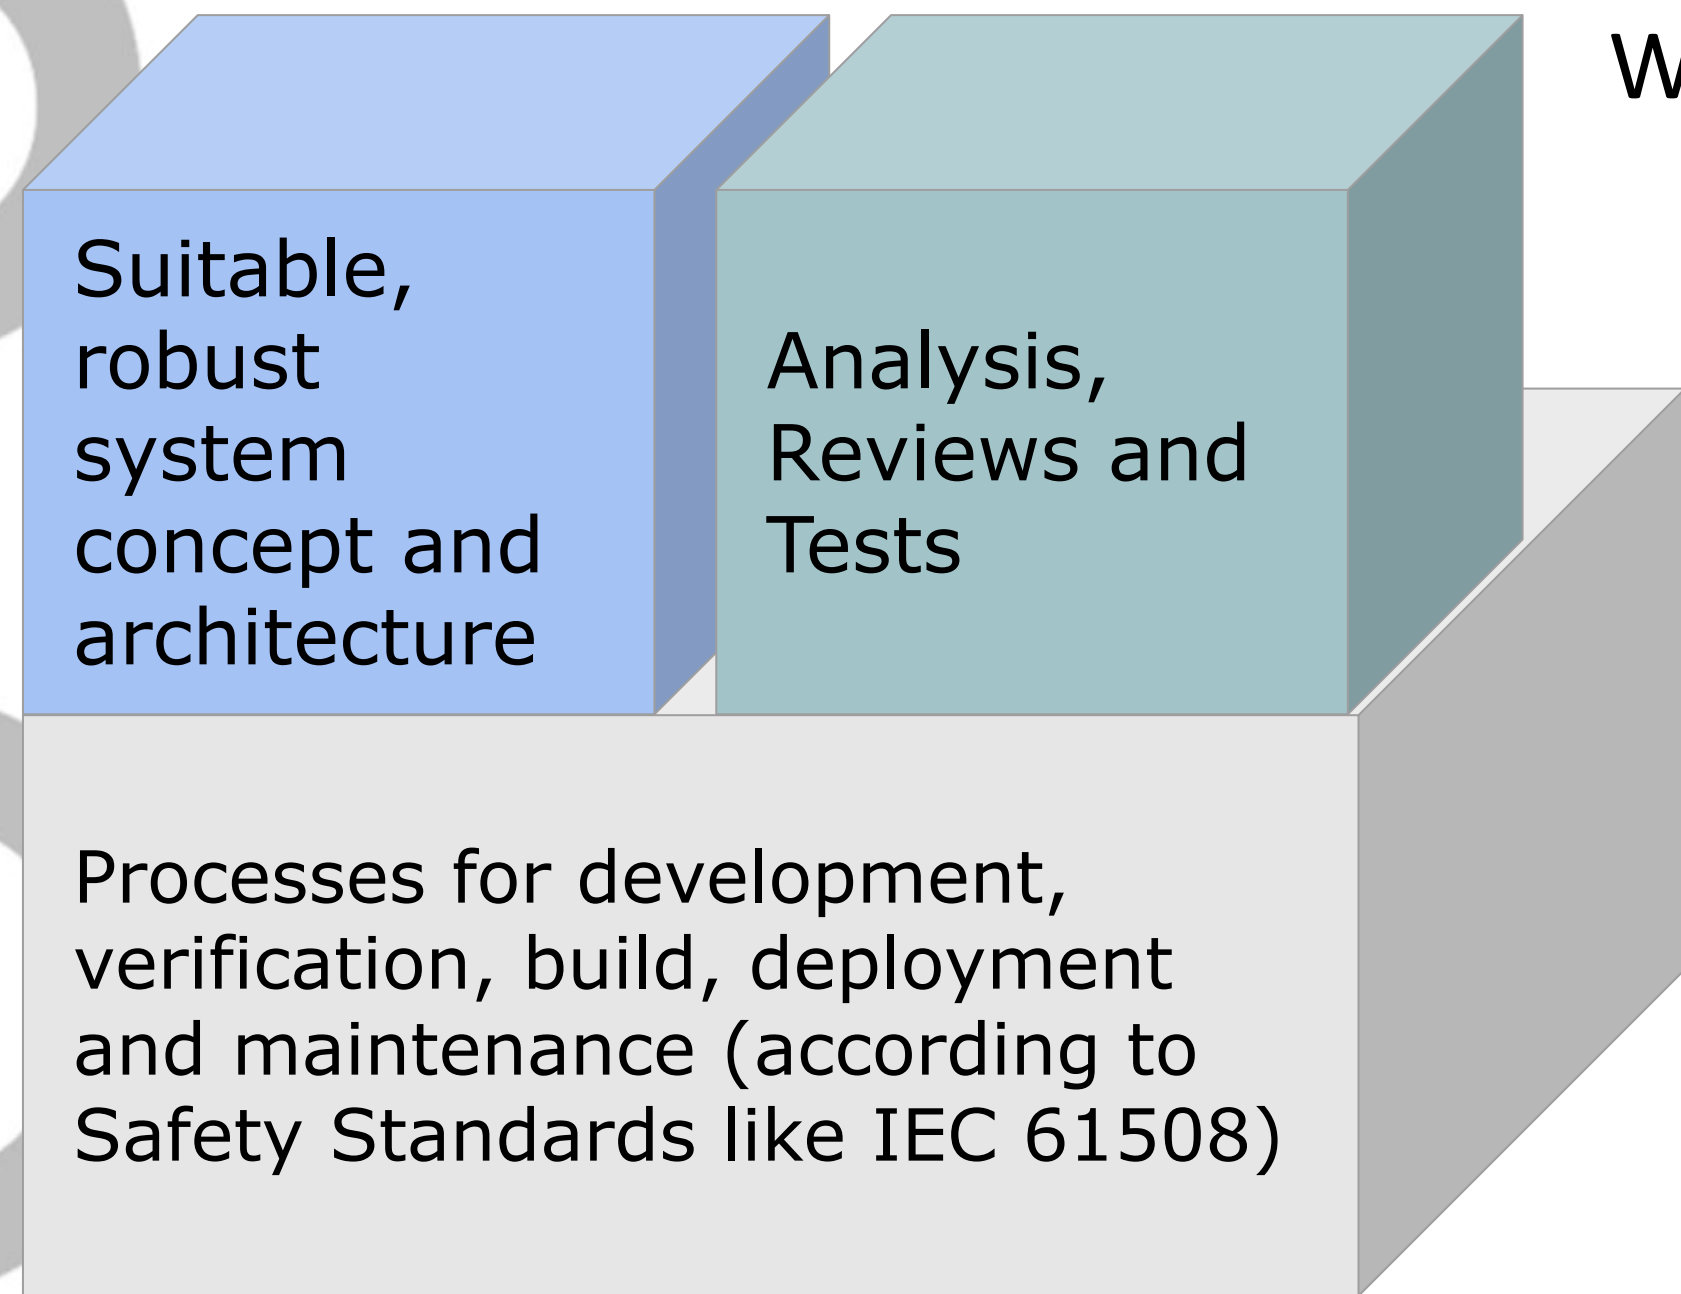 Suitable,
robust
system
concept and
architecture
Analysis,
Reviews and
Tests
Processes for development,
verification, build, deployment
and maintenance (according to
Safety Standards like IEC 61508)